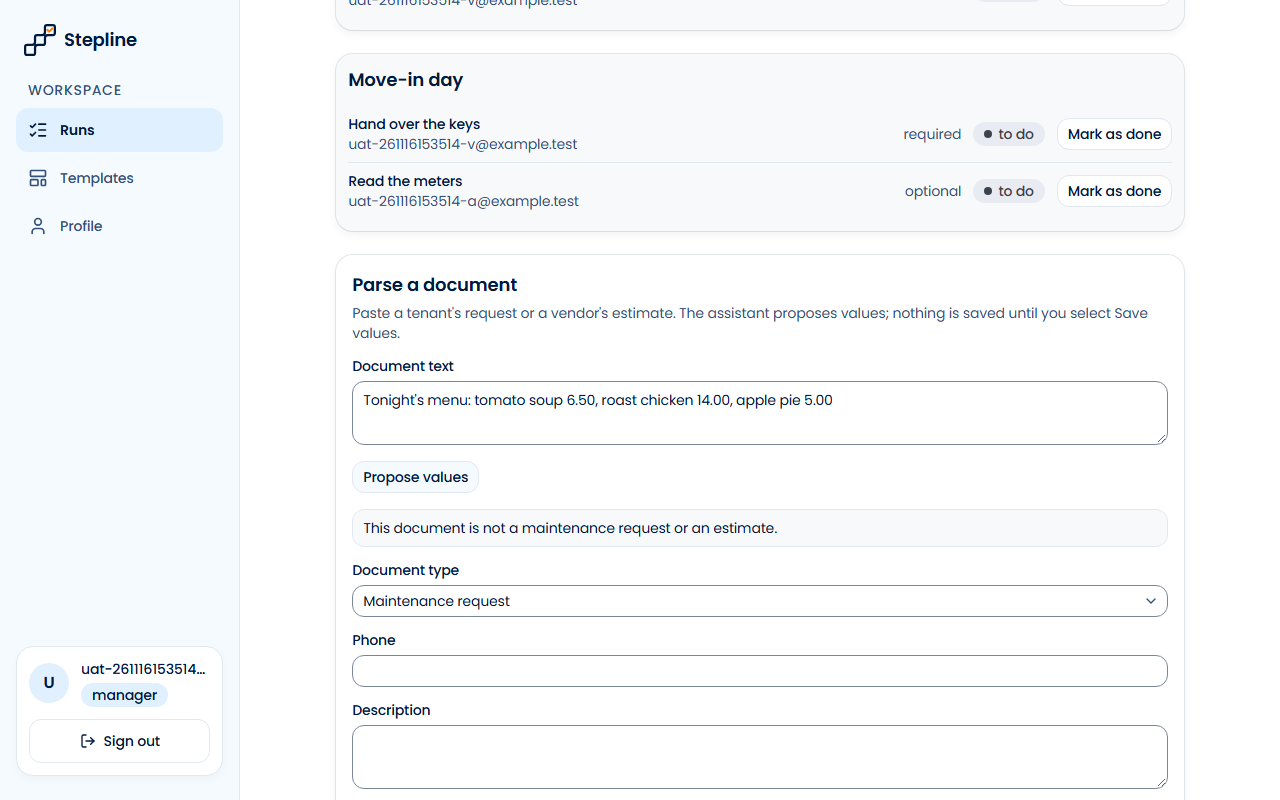 Stepline
WORKSPACE
Runs
Templates
Profile
uat-261116153514…
U
manager
Sign out
uat-261116153514-v@example.test
Move-in day
Hand over the keys
uat-261116153514-v@example.test
required
to do
Mark as done
Read the meters
uat-261116153514-a@example.test
optional
to do
Mark as done
Parse a document
Paste a tenant's request or a vendor's estimate. The assistant proposes values; nothing is saved until you select Save
values.
Document text
Tonight's menu: tomato soup 6.50, roast chicken 14.00, apple pie 5.00
Propose values
This document is not a maintenance request or an estimate.
Document type
Maintenance request
Phone
Description